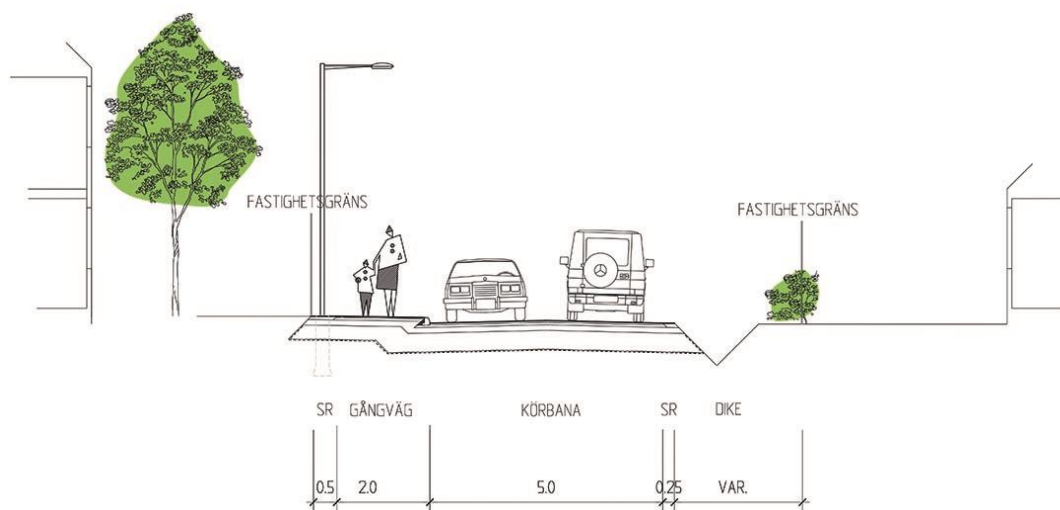 FASTIGHETSGRÄNS
FASTIGHETSGRÄNS
SR GÅNGVÄG KÖRBANA SR DIKE
0.5 2.0 5.0 0.25 VAR.